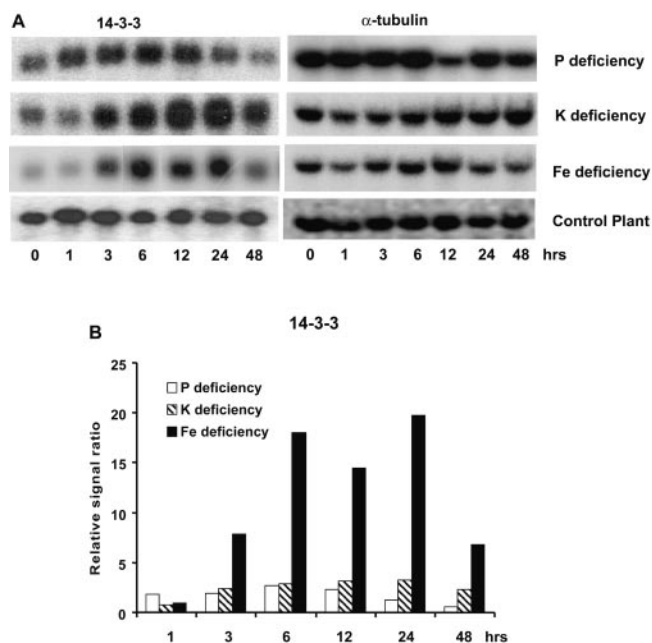 A
14-3-3
α-tubulin
P deficiency
K deficiency
Fe deficiency
Control Plant
0 1 3 6 12 24 48 0 1 3 6 12 24 48 hrs
B
14-3-3
25
20
15
10
5
0
Relative signal ratio
P deficiency
K deficiency
Fe deficiency
1 3 6 12 24 48 hrs